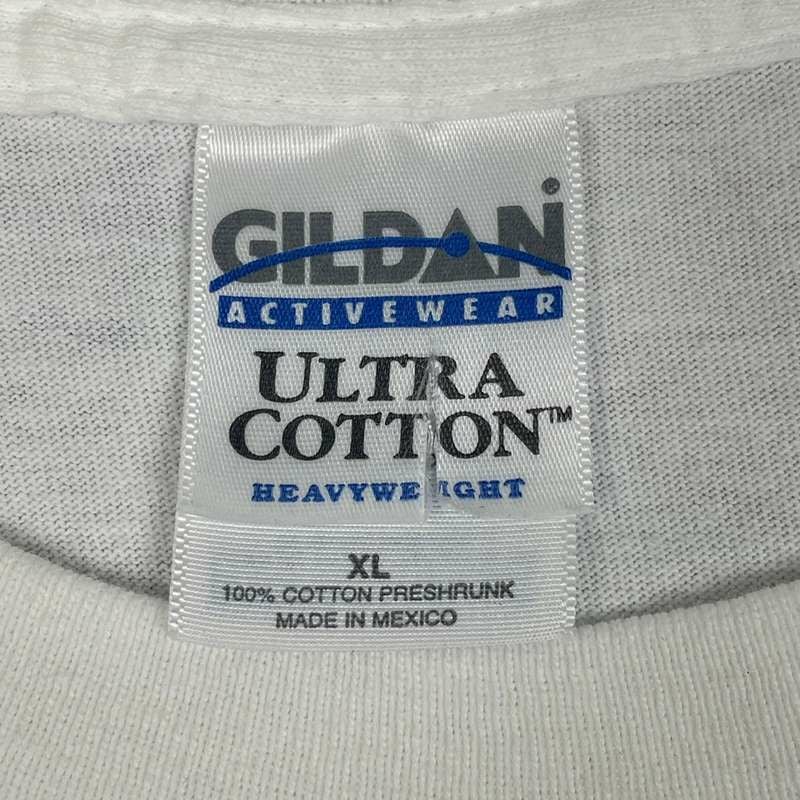 GILDAN®
ACTIVEWEAR
ULTRA
COTTON™
HEAVYWEIGHT
XL
100% COTTON PRESHRUNK
MADE IN MEXICO